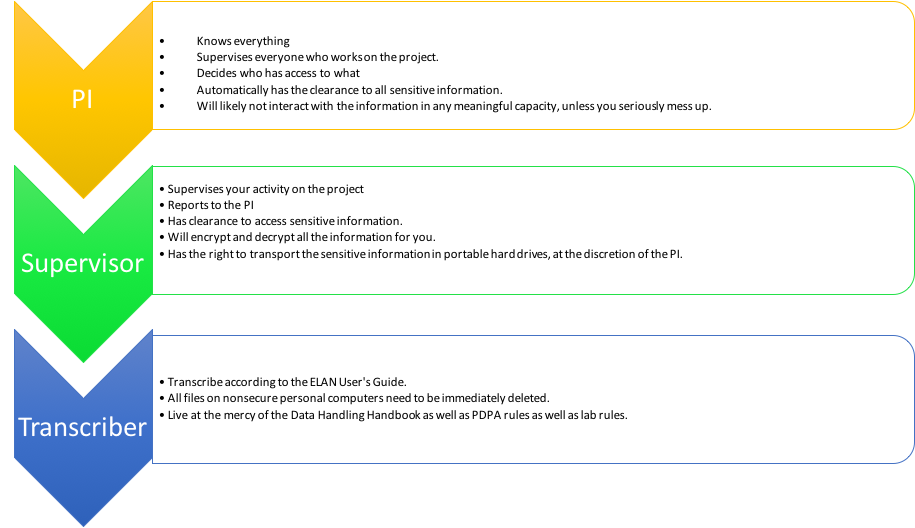 PI
• Knows everything
• Supervises everyone who works on the project.
• Decides who has access to what
• Automatically has the clearance to all sensitive information.
• Will likely not interact with the information in any meaningful capacity, unless you seriously mess up.
Supervisor
• Supervises your activity on the project
• Reports to the PI
• Has clearance to access sensitive information.
• Will encrypt and decrypt all the information for you.
• Has the right to transport the sensitive information in portable hard drives, at the discretion of the PI.
Transcriber
• Transcribe according to the ELAN User's Guide.
• All files on nonsecure personal computers need to be immediately deleted.
• Live at the mercy of the Data Handling Handbook as well as PDPA rules as well as lab rules.